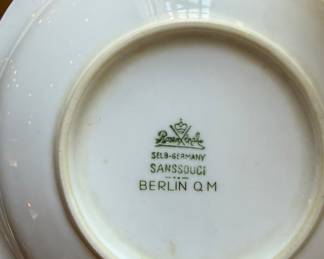 Rosenthal
SELB-GERMANY
SANSSOUCI
BERLIN Q M